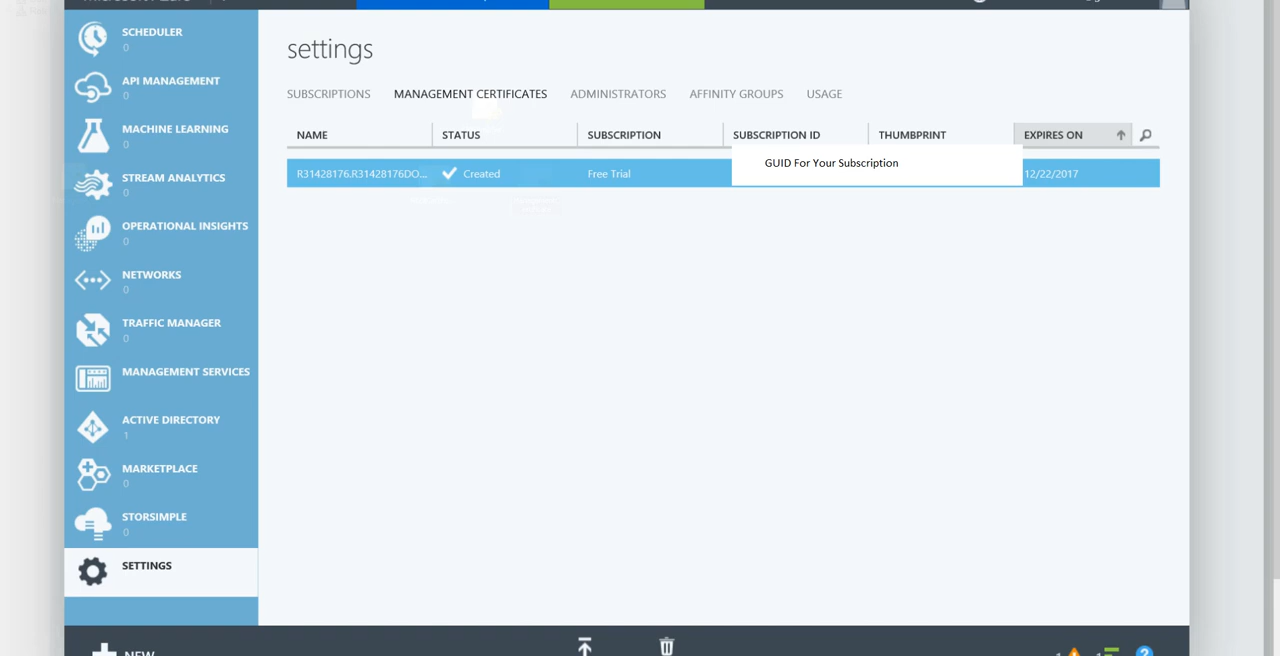 SCHEDULER
0
API MANAGEMENT
0
MACHINE LEARNING
0
STREAM ANALYTICS
0
OPERATIONAL INSIGHTS
0
NETWORKS
0
TRAFFIC MANAGER
0
MANAGEMENT SERVICES
ACTIVE DIRECTORY
1
MARKETPLACE
0
STORSIMPLE
0
SETTINGS
settings
SUBSCRIPTIONS MANAGEMENT CERTIFICATES ADMINISTRATORS AFFINITY GROUPS USAGE
NAME STATUS SUBSCRIPTION SUBSCRIPTION ID THUMBPRINT EXPIRES ON
R31428176.R31428176DO... Created Free Trial GUID For Your Subscription 12/22/2017
NEW